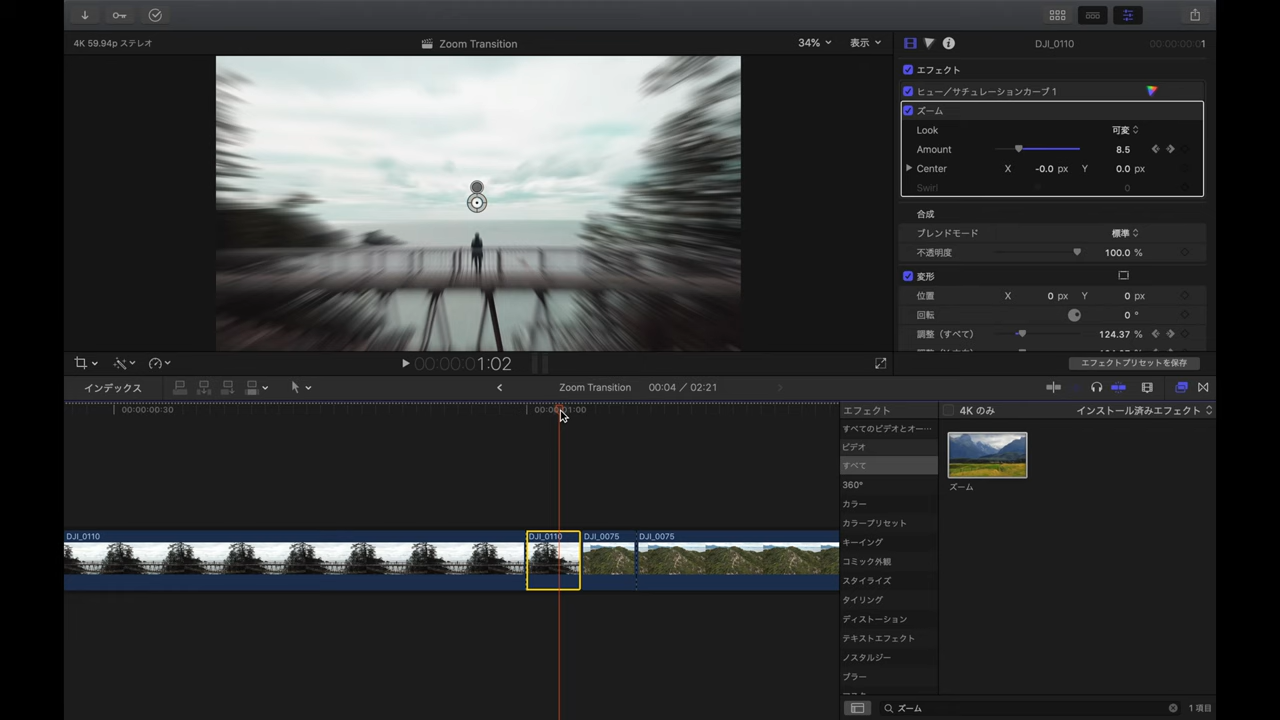 4K 59.94p ステレオ
Zoom Transition
34%
表示
DJI_0110
00:00:00:01
エフェクト
ヒュー／サチュレーションカーブ 1
ズーム
Look
可変
Amount
8.5
Center
X
-0.0 px
Y
0.0 px
Swirl
0
合成
ブレンドモード
標準
不透明度
100.0 %
変形
位置
X
0 px
Y
0 px
回転
0 °
調整（すべて）
124.37 %
00:00:00:01:02
エフェクトプリセットを保存
インデックス
Zoom Transition
00:04 / 02:21
00:00:00:30
00:00:01:00
エフェクト
4K のみ
インストール済みエフェクト
すべてのビデオとオー…
ビデオ
すべて
360°
カラー
カラープリセット
キーイング
コミック外観
スタイライズ
タイリング
ディストーション
テキストエフェクト
ノスタルジー
ブラー
ズーム
DJI_0110
DJI_0110
DJI_0075
DJI_0075
ズーム
1 項目